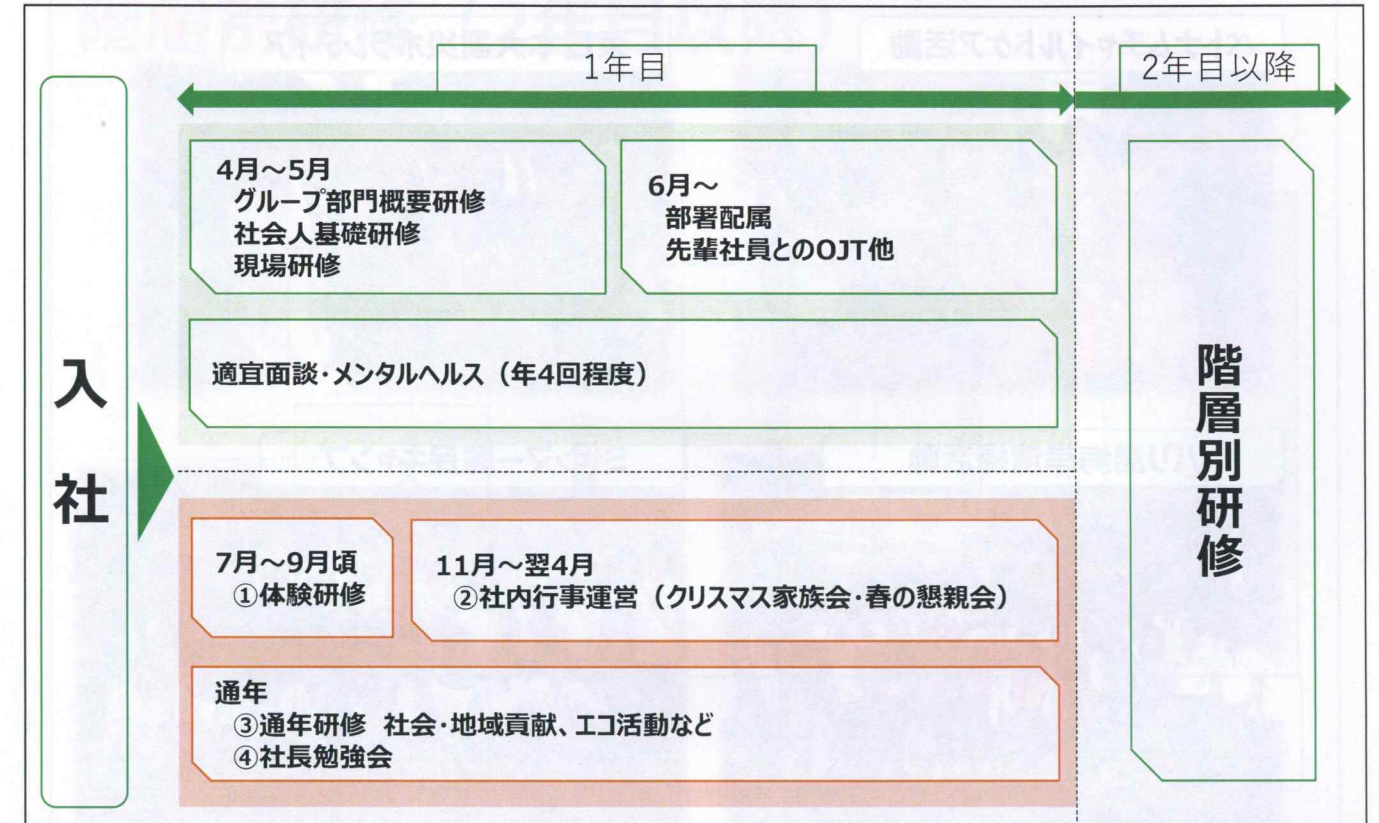 1年目
2年目以降
入社
4月～5月
グループ部門概要研修
社会人基礎研修
現場研修
6月～
部署配属
先輩社員とのOJT他
適宜面談・メンタルヘルス（年4回程度）
7月～9月頃
①体験研修
11月～翌4月
②社内行事運営（クリスマス家族会・春の懇親会）
通年
③通年研修　社会・地域貢献、エコ活動など
④社長勉強会
階層別研修